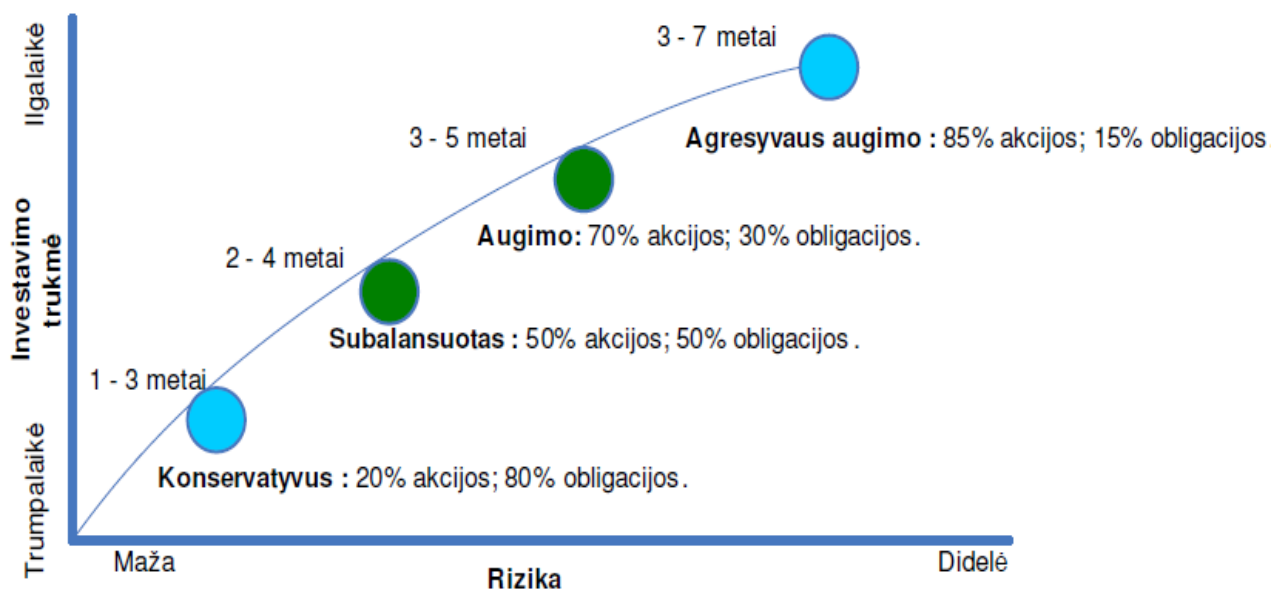 Ilgalaikė
Investavimo
trukmė
Trumpalaikė
3 - 7 metai
Agresyvaus augimo : 85% akcijos; 15% obligacijos.
3 - 5 metai
Augimo: 70% akcijos; 30% obligacijos.
2 - 4 metai
Subalansuotas : 50% akcijos; 50% obligacijos.
1 - 3 metai
Konservatyvus : 20% akcijos; 80% obligacijos.
Maža
Rizika
Didelė